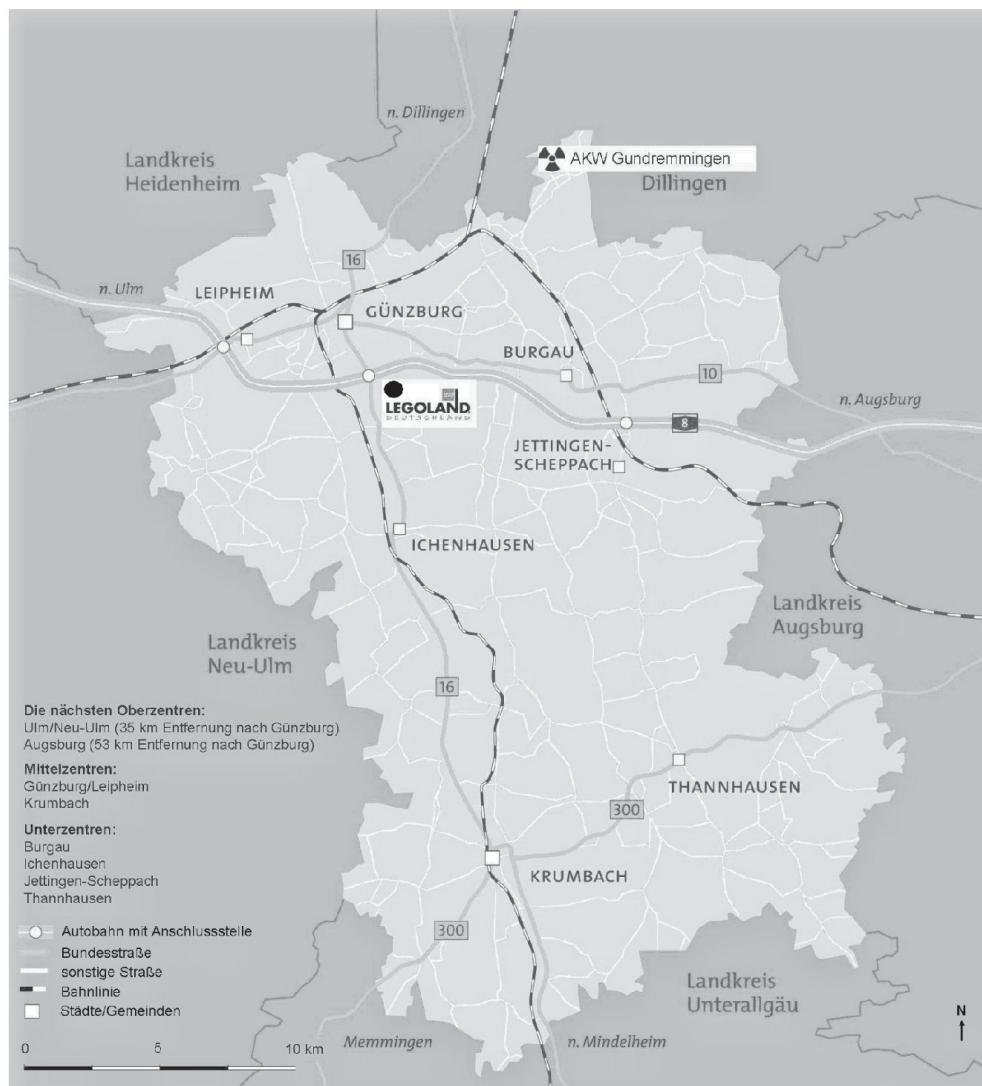 n. Dillingen
AKW Gundremmingen
Landkreis
Heidenheim
Dillingen
16
n. Ulm
LEIPHEIM
GÜNZBURG
BURGAU
10
LEGOLAND
DEUTSCHLAND
n. Augsburg
8
JETTINGEN-
SCHEPPACH
ICHENHAUSEN
Landkreis
Augsburg
Landkreis
Neu-Ulm
16
Die nächsten Oberzentren:
Ulm/Neu-Ulm (35 km Entfernung nach Günzburg)
Augsburg (53 km Entfernung nach Günzburg)
Mittelzentren:
Günzburg/Leipheim
Krumbach
Unterzentren:
Burgau
Ichenhausen
Jettingen-Scheppach
Thannhausen
THANNHAUSEN
300
KRUMBACH
300
Autobahn mit Anschlussstelle
Bundesstraße
sonstige Straße
Bahnlinie
Städte/Gemeinden
Landkreis
Unterallgäu
N
Memmingen
n. Mindelheim
0 5 10 km